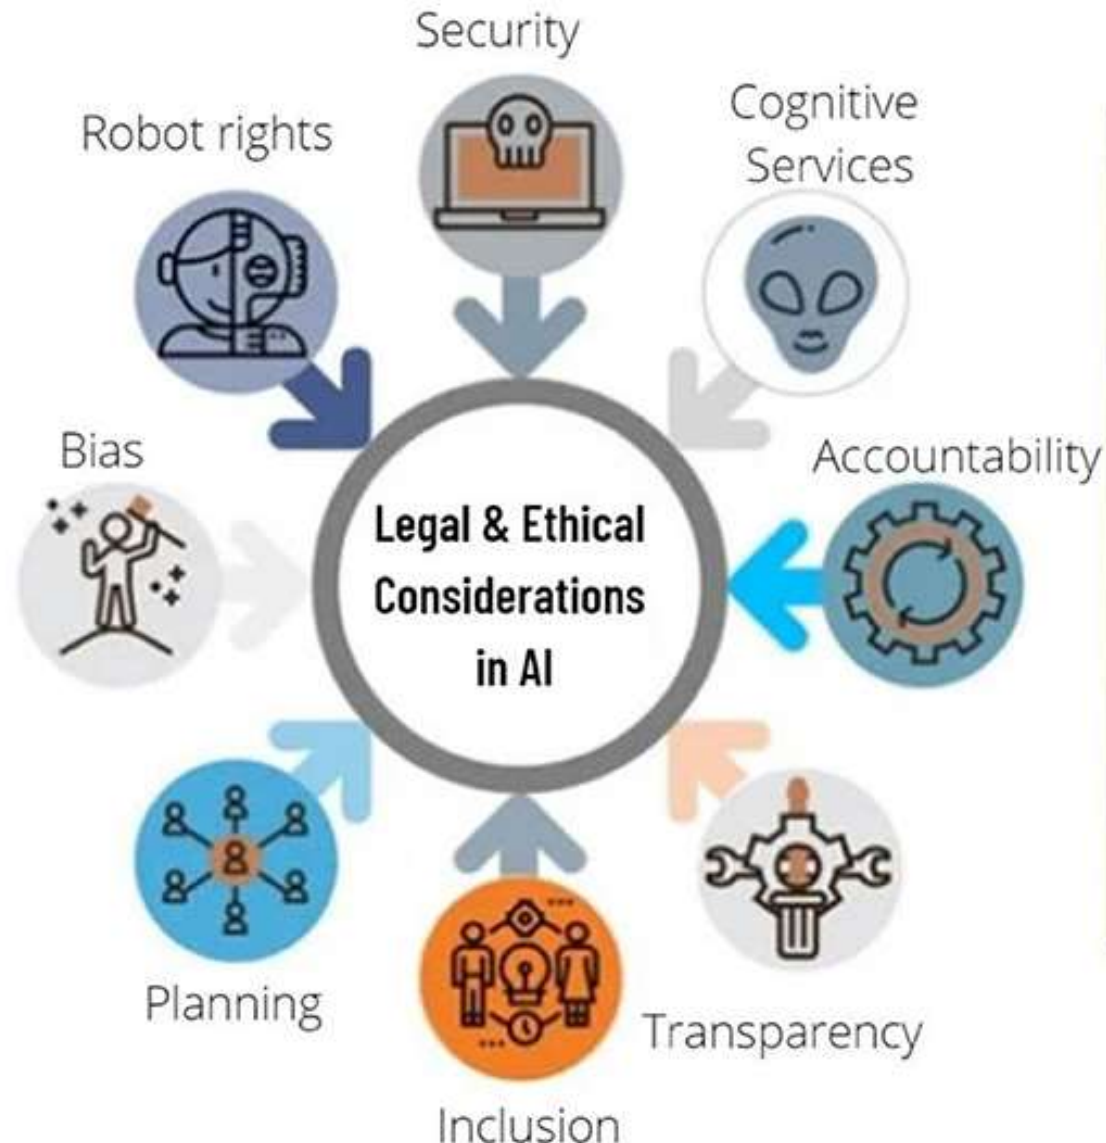 Security
Robot rights
Cognitive
Services
Bias
Accountability
Legal & Ethical
Considerations
in AI
Planning
Transparency
Inclusion